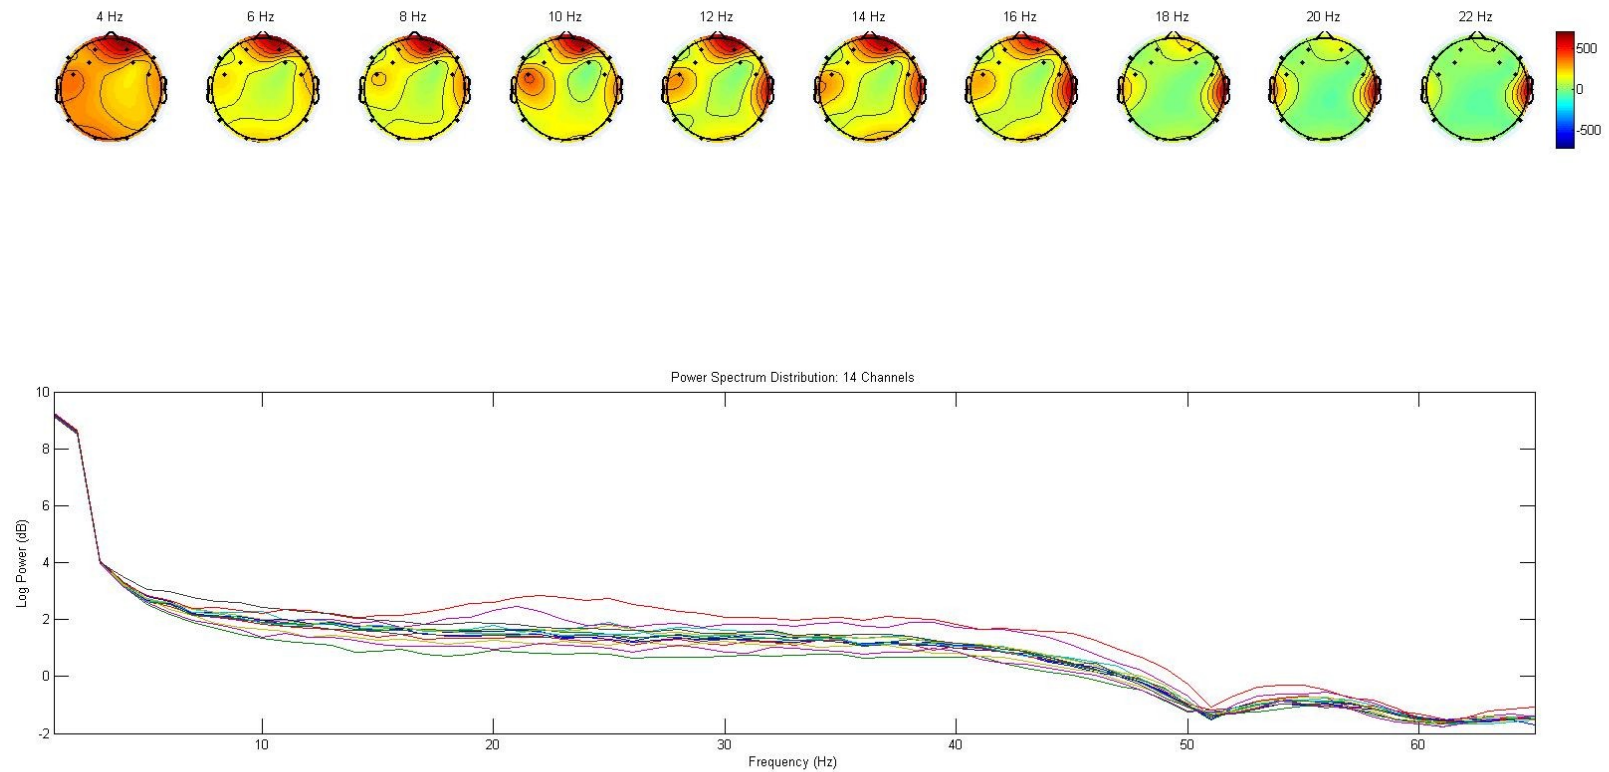 4 Hz 6 Hz 8 Hz 10 Hz 12 Hz 14 Hz 16 Hz 18 Hz 20 Hz 22 Hz
500
0
-500
Power Spectrum Distribution: 14 Channels
10
8
6
4
2
0
-2
Log Power (dB)
10 20 30 40 50 60
Frequency (Hz)